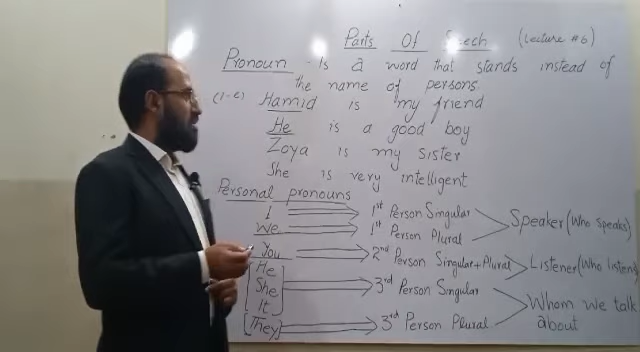 Parts Of Speech (Lecture #6)
Pronoun - Is a word that stands instead of
the name of persons.
(i-e) Hamid is my friend
He is a good boy
Zoya is my sister
She is very intelligent
Personal pronouns
I 1st Person Singular Speaker (Who speaks)
We 1st Person Plural
You 2nd Person Singular + Plural Listener (Who listens)
He
She 3rd Person Singular Whom we talk
It about
They 3rd Person Plural